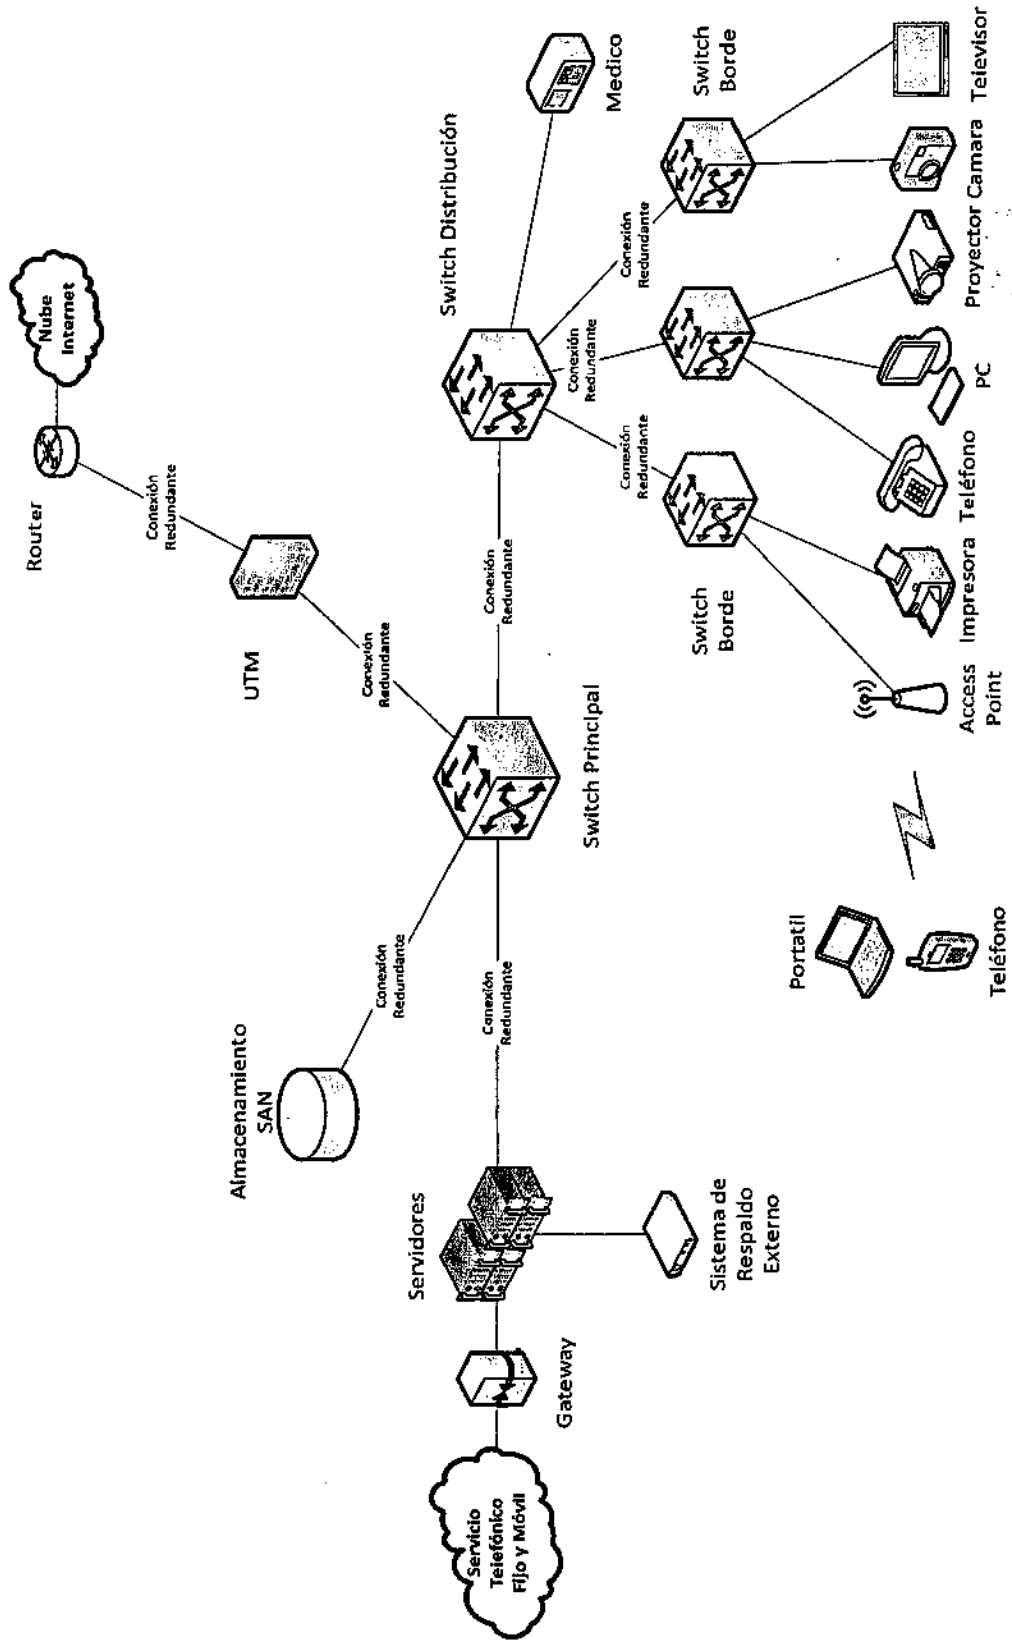 Nube
Internet
Router
Conexión
Redundante
UTM
Conexión
Redundante
Almacenamiento
SAN
Conexión
Redundante
Servicio
Telefónico
Fijo y Móvil
Gateway
Servidores
Conexión
Redundante
Sistema de
Respaldo
Externo
Switch Principal
Conexión
Redundante
Switch Distribución
Medico
Conexión
Redundante
Conexión
Redundante
Conexión
Redundante
Switch
Borde
Switch
Borde
Portatil
Teléfono
Access
Point
Impresora
Teléfono
PC
Proyector
Camara
Televisor